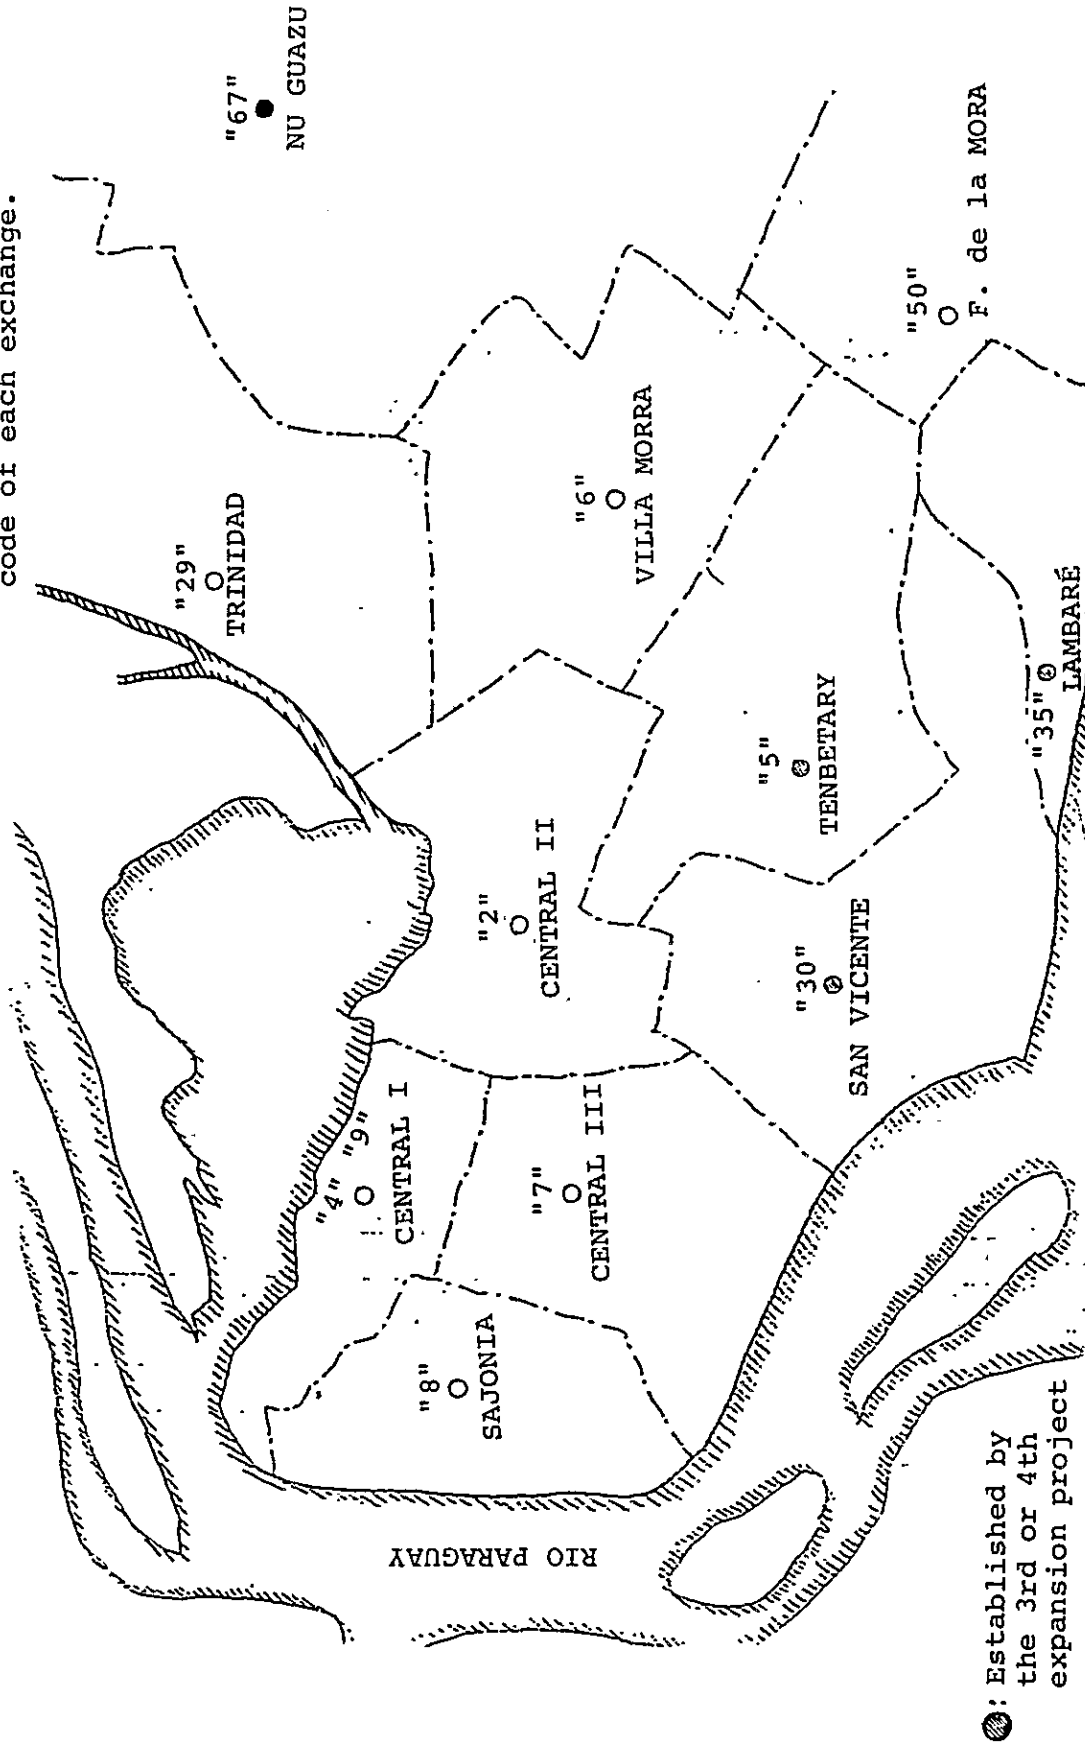 code of each exchange.
"67"
NU GUAZU
"29"
TRINIDAD
"6"
VILLA MORRA
"50"
F. de la MORA
"2"
CENTRAL II
"5"
TENBETARY
"35"
LAMBARÉ
"4" "9"
CENTRAL I
"7"
CENTRAL III
"30"
SAN VICENTE
"8"
SAJONIA
RIO PARAGUAY
: Established by
the 3rd or 4th
expansion project